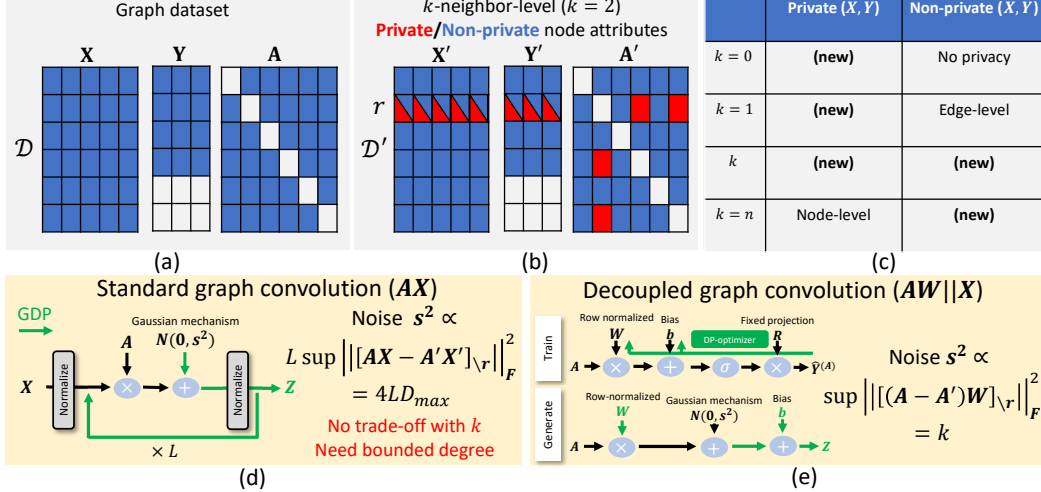 Graph dataset
X Y A
𝒟
(a)
k-neighbor-level (k = 2)
Private/Non-private node attributes
X′ Y′ A′
r
𝒟′
(b)
Private (X, Y) Non-private (X, Y)
k = 0 (new) No privacy
k = 1 (new) Edge-level
k (new) (new)
k = n Node-level (new)
(c)
Standard graph convolution (AX)
GDP
Gaussian mechanism
A N(0, s²)
X Normalize × + Normalize Z
× L
Noise s² ∝
L sup ||[AX − A′X′]\r||²F
= 4LDmax
No trade-off with k
Need bounded degree
(d)
Decoupled graph convolution (AW||X)
Train
Row normalized Bias Fixed projection
W b DP-optimizer R
A × + σ × Ŷ(A)
Generate
Row-normalized Gaussian mechanism Bias
W N(0, s²) b
A × + + Z
Noise s² ∝
sup ||[(A − A′)W]\r||²F
= k
(e)